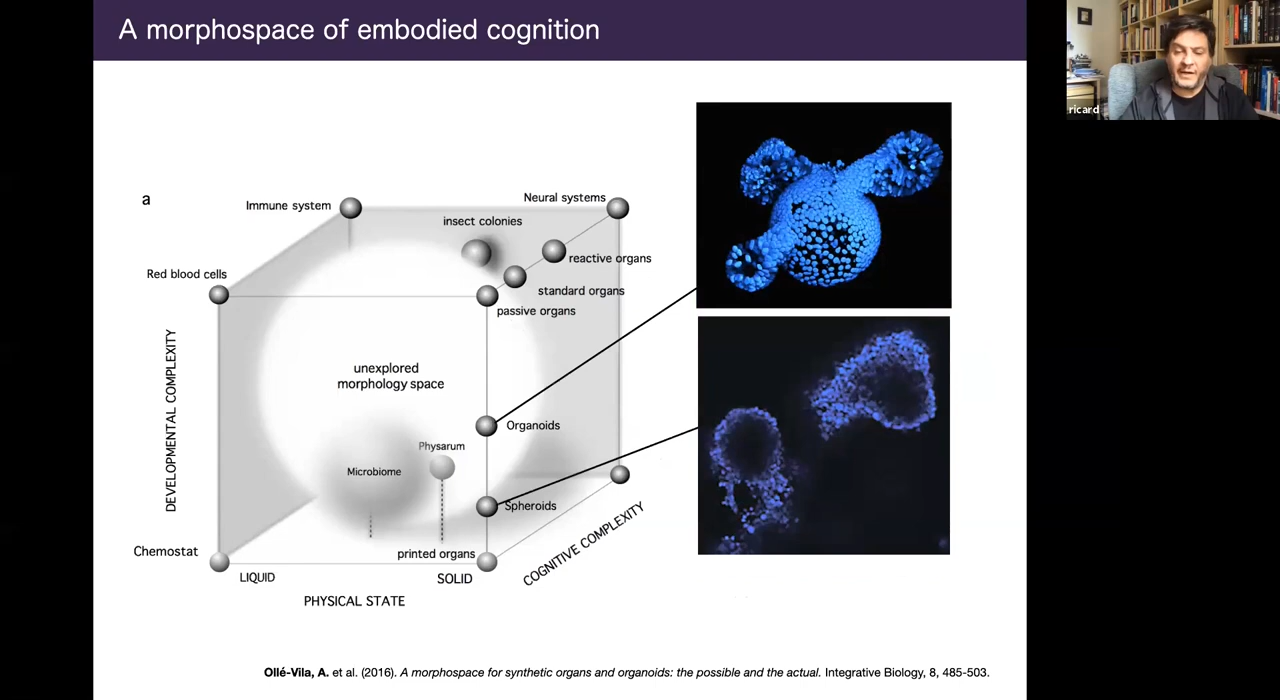 A morphospace of embodied cognition
ricard
a
Immune system
Neural systems
insect colonies
reactive organs
Red blood cells
standard organs
passive organs
DEVELOPMENTAL COMPLEXITY
unexplored
morphology space
Organoids
Physarum
Microbiome
Spheroids
Chemostat
printed organs
COGNITIVE COMPLEXITY
LIQUID
SOLID
PHYSICAL STATE
Ollé-Vila, A. et al. (2016). A morphospace for synthetic organs and organoids: the possible and the actual. Integrative Biology, 8, 485-503.